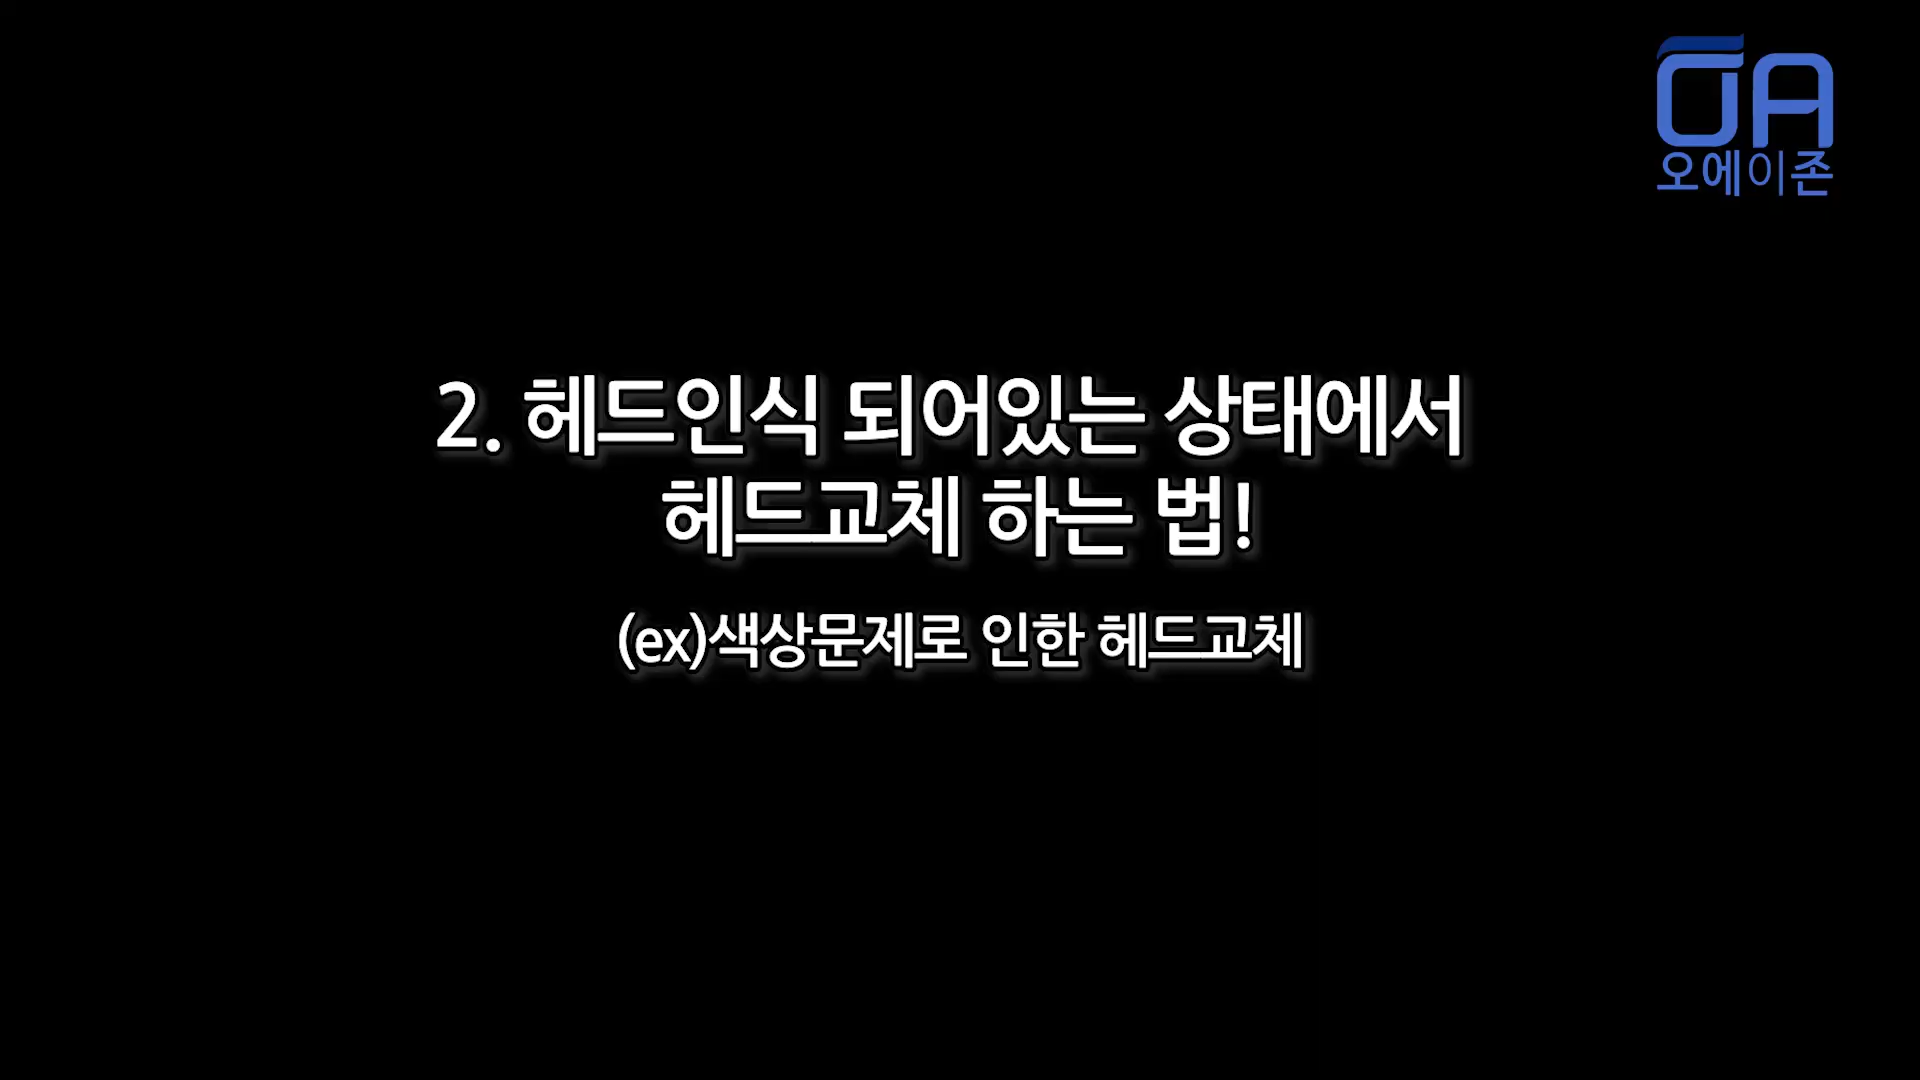 OA
오에이존
2. 헤드인식 되어있는 상태에서
헤드교체 하는 법!
(ex)색상문제로 인한 헤드교체